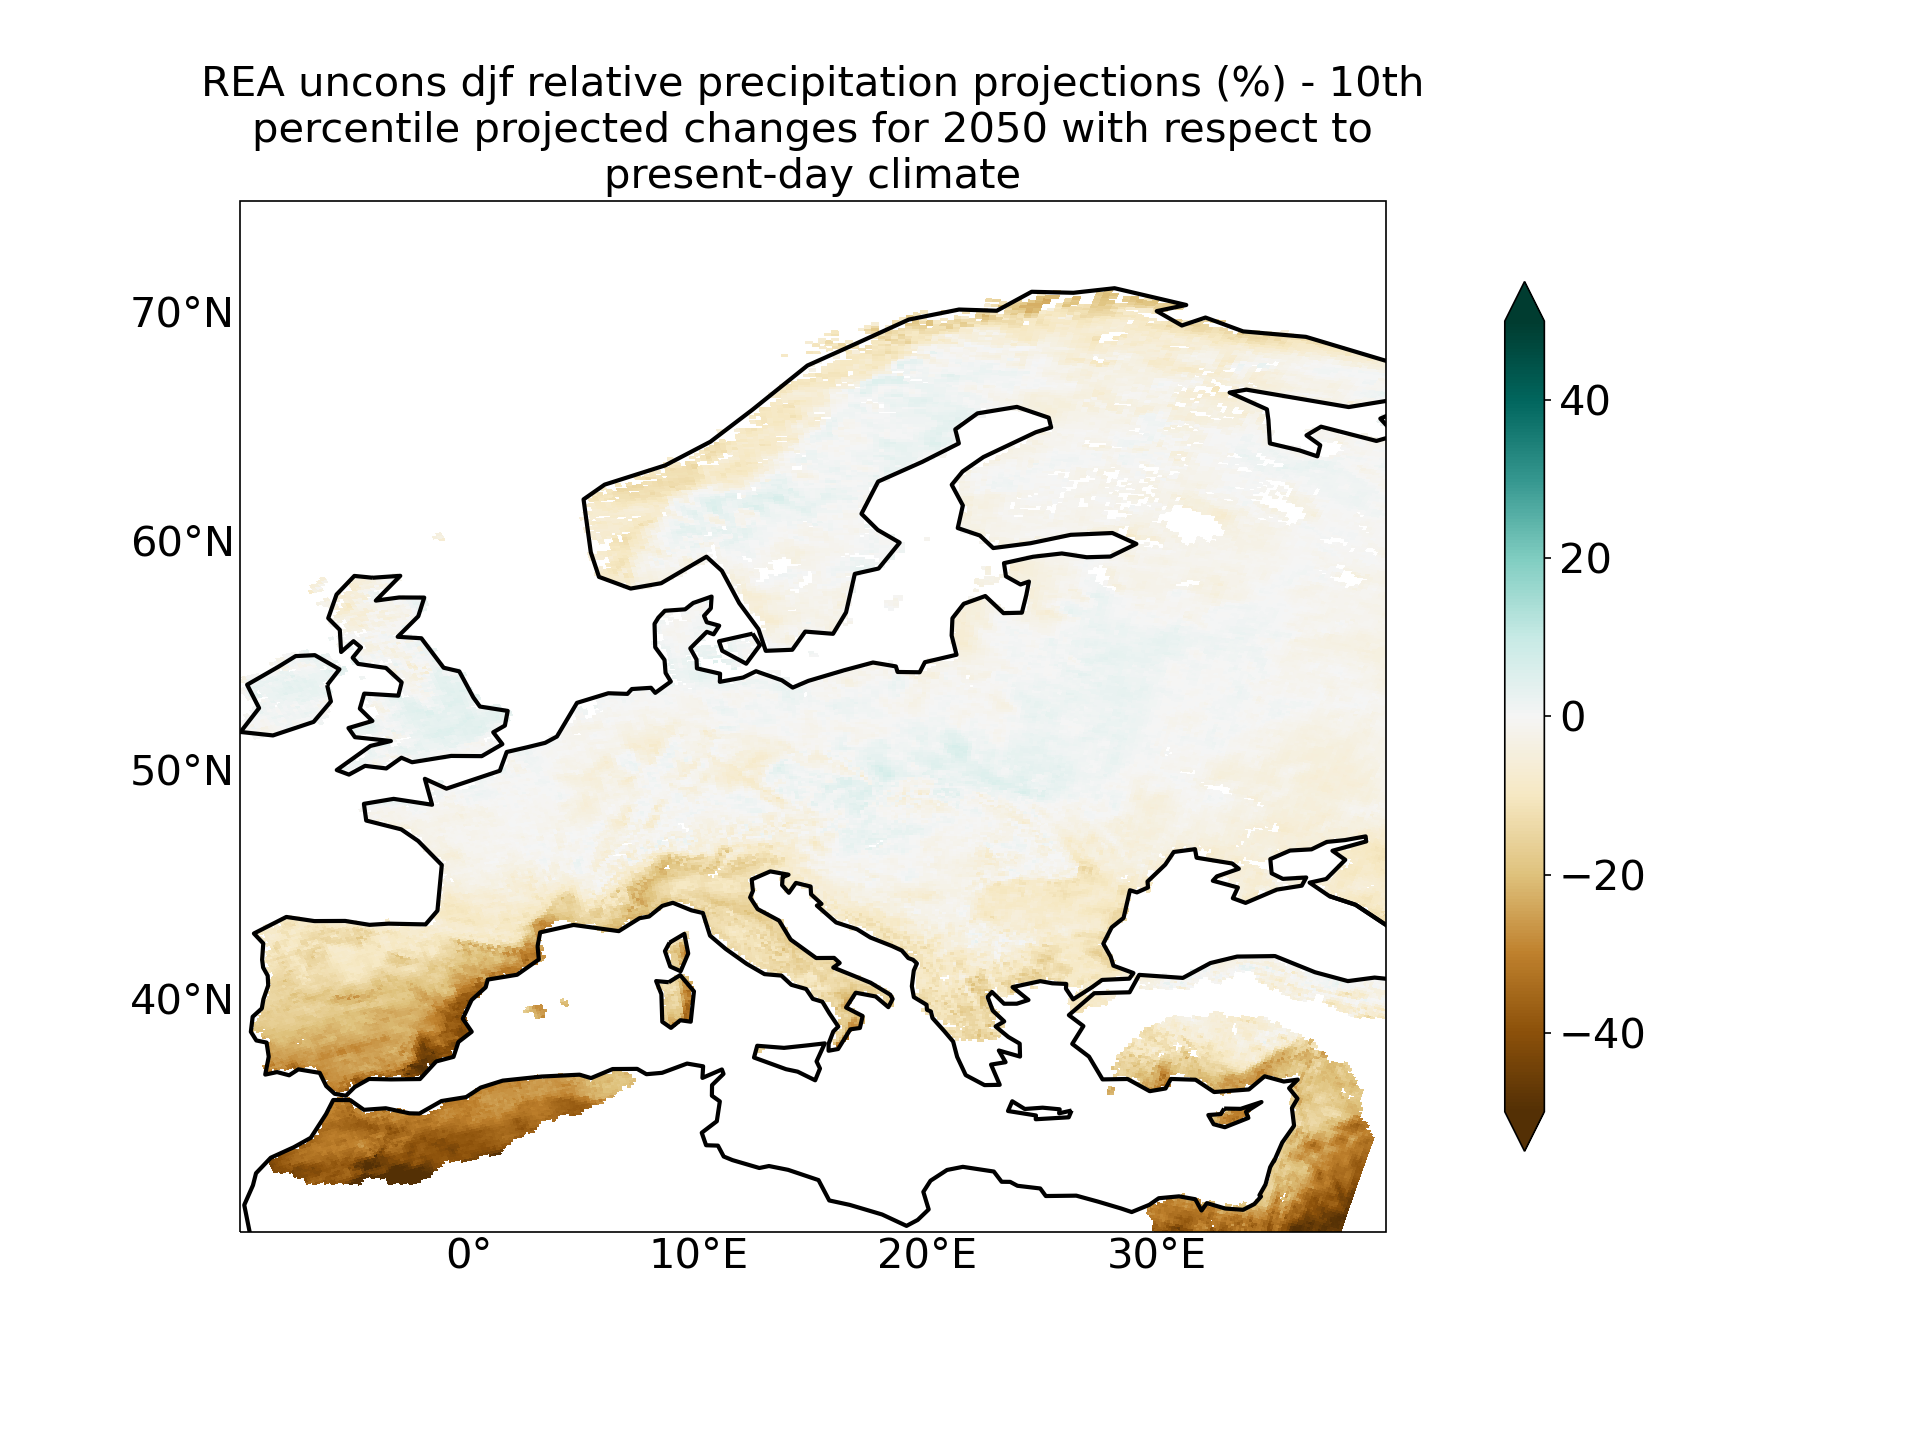 REA uncons djf relative precipitation projections (%) - 10th
percentile projected changes for 2050 with respect to
present-day climate
70°N
60°N
50°N
40°N
0°
10°E
20°E
30°E
40
20
0
−20
−40